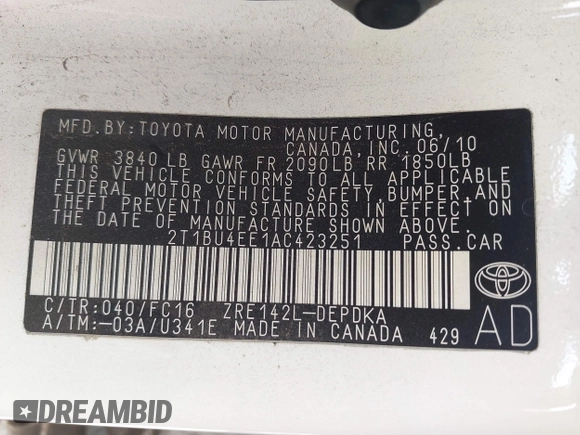 MFD.BY:TOYOTA MOTOR MANUFACTURING,
CANADA, INC. 06/10
GVWR 3840 LB GAWR FR 2090LB RR 1850LB
THIS VEHICLE CONFORMS TO ALL APPLICABLE
FEDERAL MOTOR VEHICLE SAFETY, BUMPER, AND
THEFT PREVENTION STANDARDS IN EFFECT ON
THE DATE OF MANUFACTURE SHOWN ABOVE.
2T1BU4EE1AC423251 PASS.CAR
C/TR:040/FC16 ZRE142L-DEPDKA
A/TM:-03A/U341E MADE IN CANADA 429
AD
DREAMBID